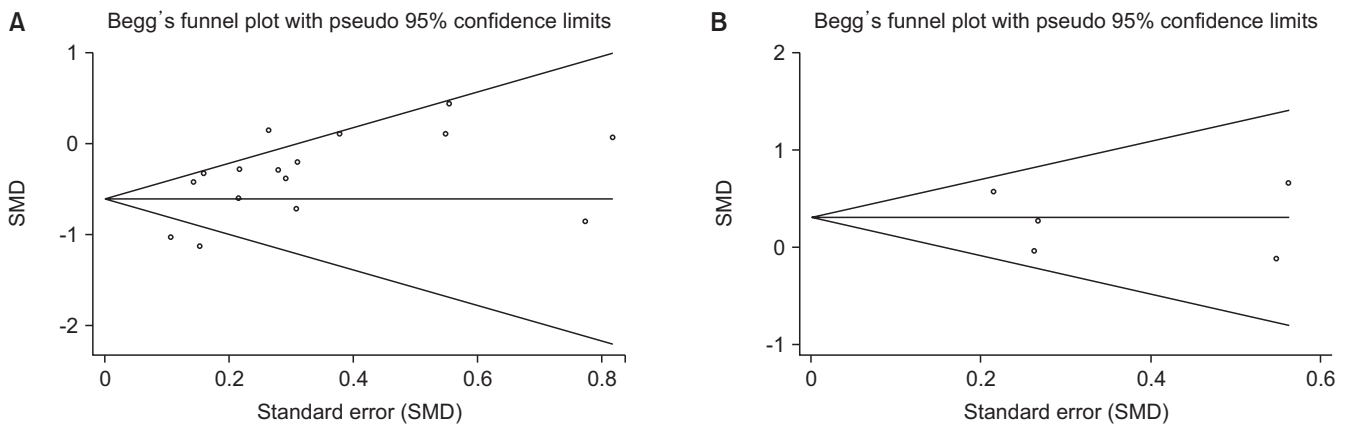 A
Begg's funnel plot with pseudo 95% confidence limits
1
0
-1
-2
SMD
0
0.2
0.4
0.6
0.8
Standard error (SMD)
B
Begg's funnel plot with pseudo 95% confidence limits
2
1
0
-1
SMD
0
0.2
0.4
0.6
Standard error (SMD)